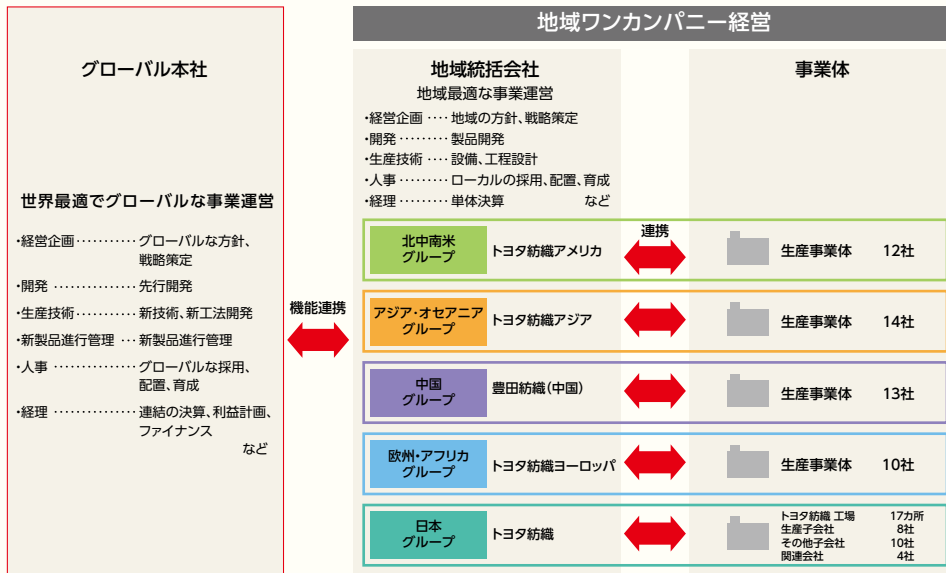 地域ワンカンパニー経営
グローバル本社
世界最適でグローバルな事業運営
・経営企画‥‥‥‥‥グローバルな方針、
戦略策定
・開発‥‥‥‥‥‥‥先行開発
・生産技術‥‥‥‥‥新技術、新工法開発
・新製品進行管理‥‥新製品進行管理
・人事‥‥‥‥‥‥‥グローバルな採用、
配置、育成
・経理‥‥‥‥‥‥‥連結の決算、利益計画、
ファイナンス
など
機能連携
地域統括会社
地域最適な事業運営
・経営企画‥‥地域の方針、戦略策定
・開発‥‥‥‥製品開発
・生産技術‥‥設備、工程設計
・人事‥‥‥‥ローカルの採用、配置、育成
・経理‥‥‥‥単体決算 など
事業体
連携
北中南米
グループ
トヨタ紡織アメリカ
生産事業体 12社
アジア・オセアニア
グループ
トヨタ紡織アジア
生産事業体 14社
中国
グループ
豊田紡織(中国)
生産事業体 13社
欧州・アフリカ
グループ
トヨタ紡織ヨーロッパ
生産事業体 10社
日本
グループ
トヨタ紡織
トヨタ紡織 工場 17カ所
生産子会社 8社
その他子会社 10社
関連会社 4社